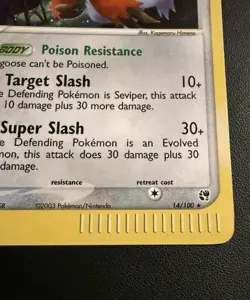 Illus. Kagemaru Himeno
BODY Poison Resistance
goose can't be Poisoned.
Target Slash 10+
e Defending Pokémon is Seviper, this attack
10 damage plus 30 more damage.
Super Slash 30+
e Defending Pokémon is an Evolved
mon, this attack does 30 damage plus 30
damage.
resistance retreat cost
©2003 Pokémon/Nintendo 14/100 ★